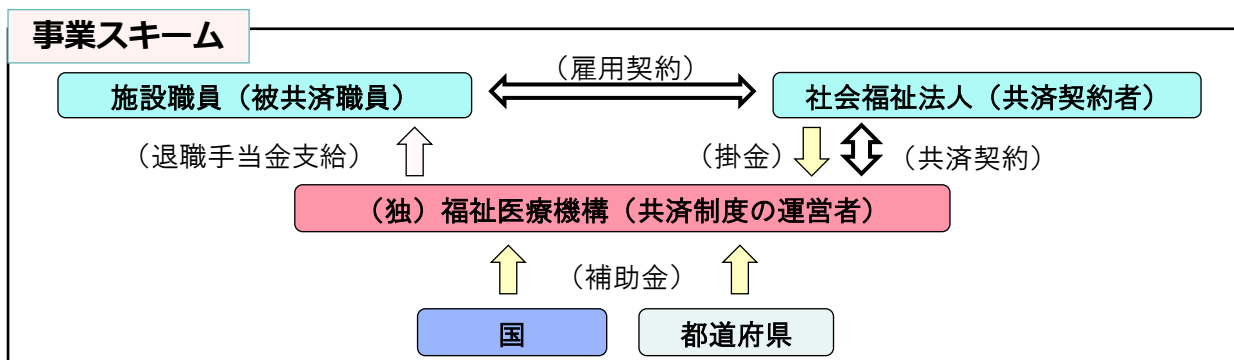 事業スキーム
（雇用契約）
施設職員（被共済職員）
社会福祉法人（共済契約者）
（退職手当金支給）
（掛金）
（共済契約）
（独）福祉医療機構（共済制度の運営者）
（補助金）
国
都道府県